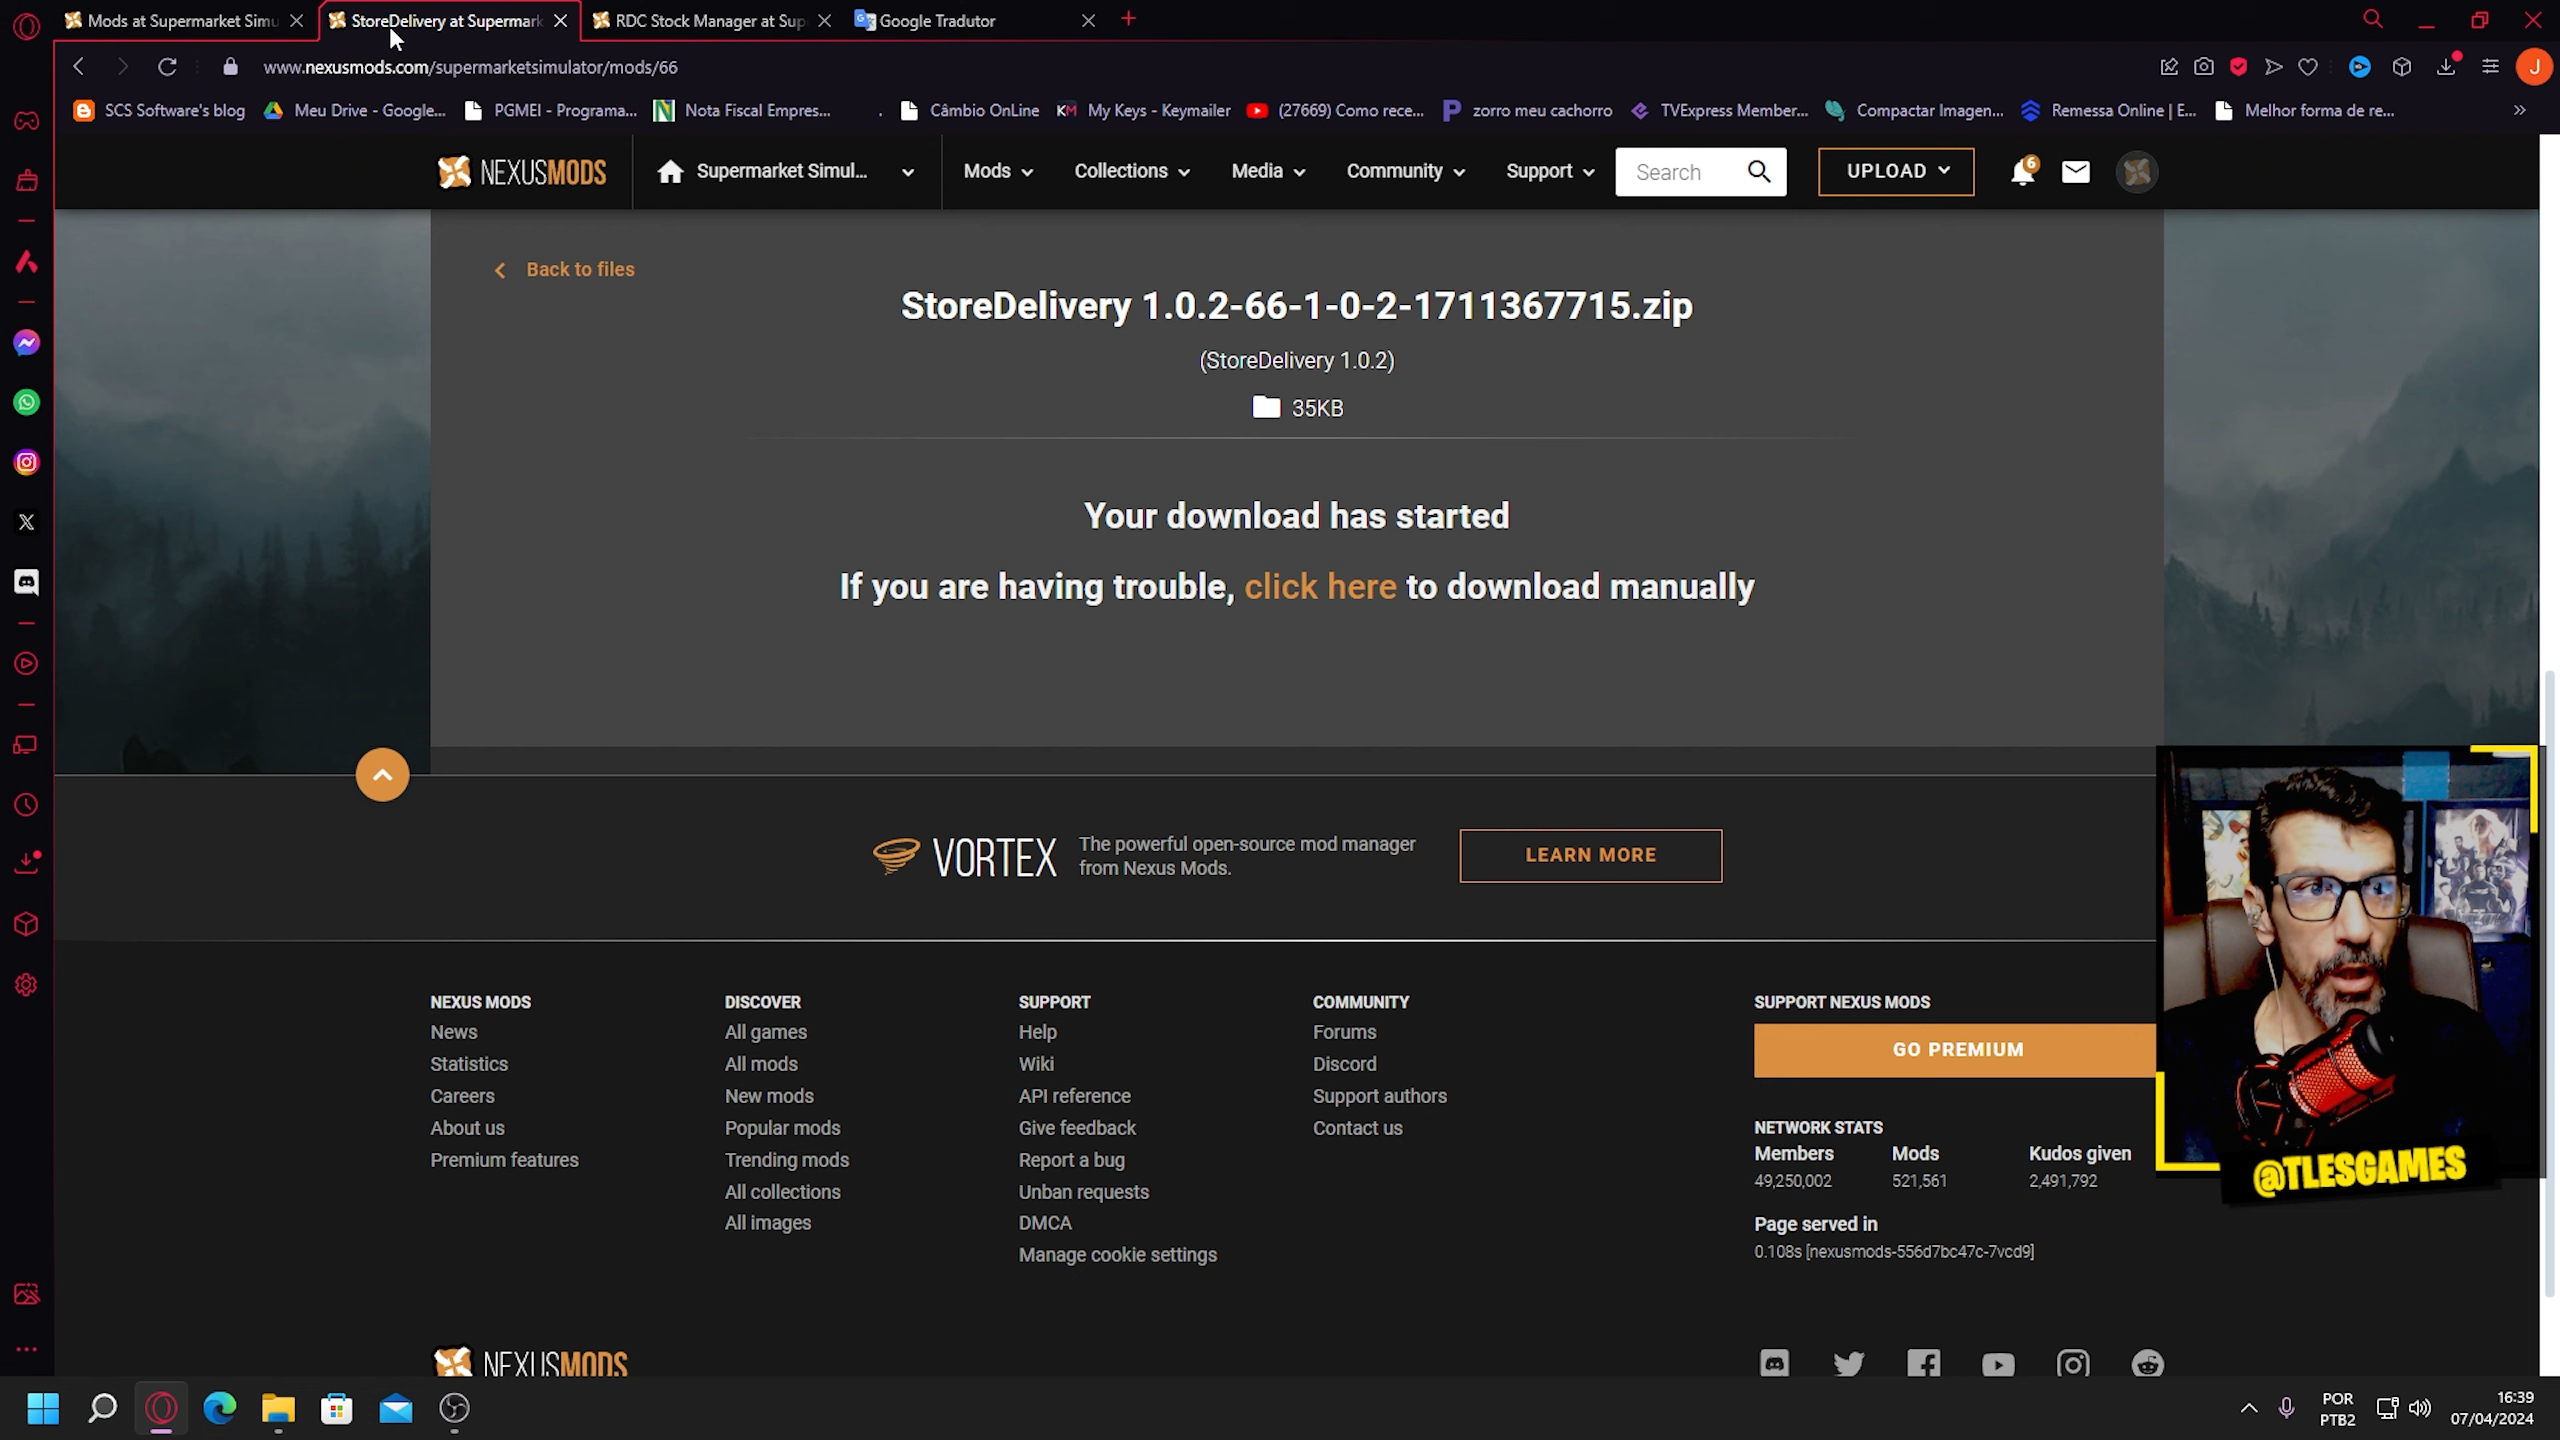 Mods at Supermarket Simu
StoreDelivery at Supermark
RDC Stock Manager at Sup
Google Tradutor
www.nexusmods.com/supermarketsimulator/mods/66
J
SCS Software's blog
Meu Drive - Google...
PGMEI - Programa...
Nota Fiscal Empres...
.
Câmbio OnLine
KM My Keys - Keymailer
(27669) Como rece...
zorro meu cachorro
TVExpress Member...
Compactar Imagen...
Remessa Online | E...
Melhor forma de re...
»
NEXUSMODS
Supermarket Simul...
Mods
Collections
Media
Community
Support
Search
UPLOAD
6
Back to files
StoreDelivery 1.0.2-66-1-0-2-1711367715.zip
(StoreDelivery 1.0.2)
35KB
Your download has started
If you are having trouble, click here to download manually
VORTEX
The powerful open-source mod manager
from Nexus Mods.
LEARN MORE
NEXUS MODS
News
Statistics
Careers
About us
Premium features
DISCOVER
All games
All mods
New mods
Popular mods
Trending mods
All collections
All images
SUPPORT
Help
Wiki
API reference
Give feedback
Report a bug
Unban requests
DMCA
Manage cookie settings
COMMUNITY
Forums
Discord
Support authors
Contact us
SUPPORT NEXUS MODS
GO PREMIUM
NETWORK STATS
Members Mods Kudos given
49,250,002 521,561 2,491,792
Page served in
0.108s [nexusmods-556d7bc47c-7vcd9]
@TLESGAMES
NEXUSMODS
POR
PTB2
16:39
07/04/2024